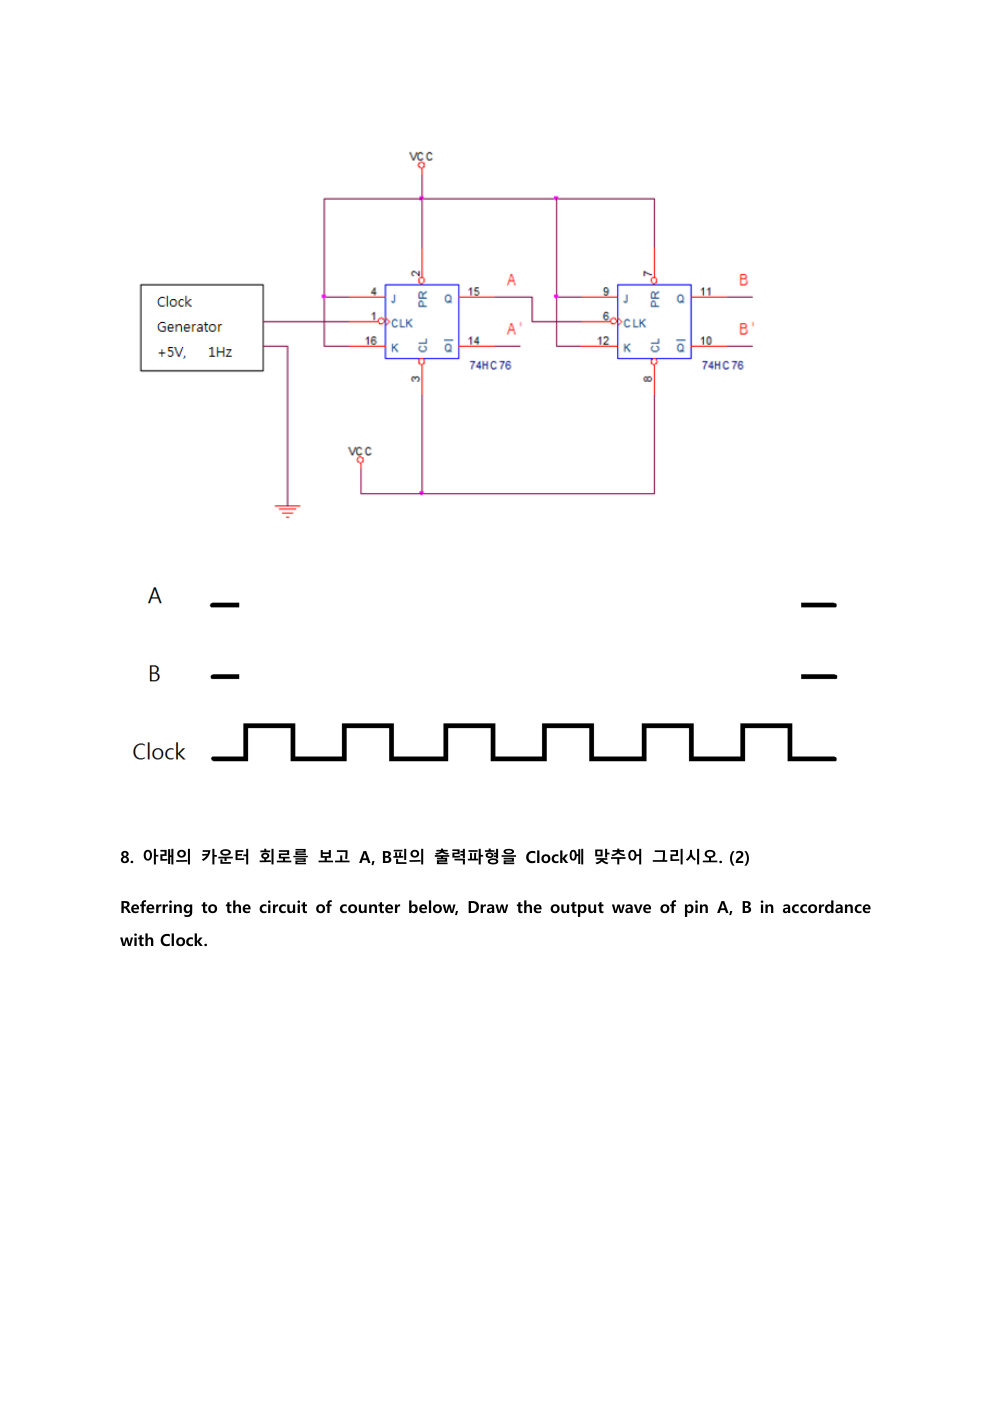 VCC
2
7
A
B
4
J
PR
Q
15
9
J
PR
Q
11
Clock
Generator
+5V, 1Hz
1
CLK
A'
6
CLK
B'
16
K
CL
Q
14
12
K
CL
Q
10
74HC76
74HC76
3
8
VCC
A
B
Clock
8. 아래의 카운터 회로를 보고 A, B핀의 출력파형을 Clock에 맞추어 그리시오. (2)
Referring to the circuit of counter below, Draw the output wave of pin A, B in accordance
with Clock.